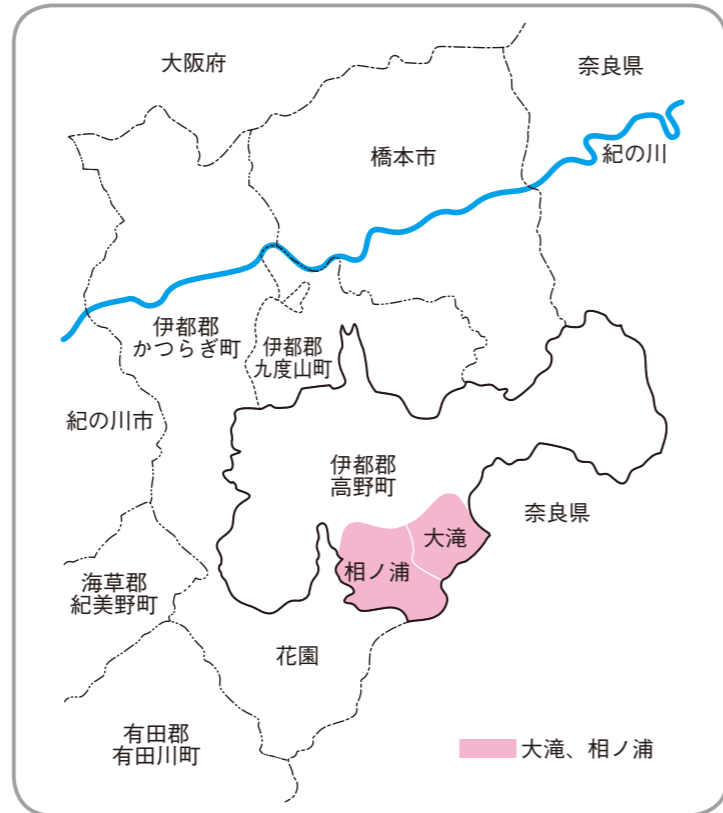 大阪府
奈良県
橋本市
紀の川
伊都郡
かつらぎ町
伊都郡
九度山町
紀の川市
伊都郡
高野町
奈良県
大滝
相ノ浦
海草郡
紀美野町
花園
有田郡
有田川町
大滝、相ノ浦